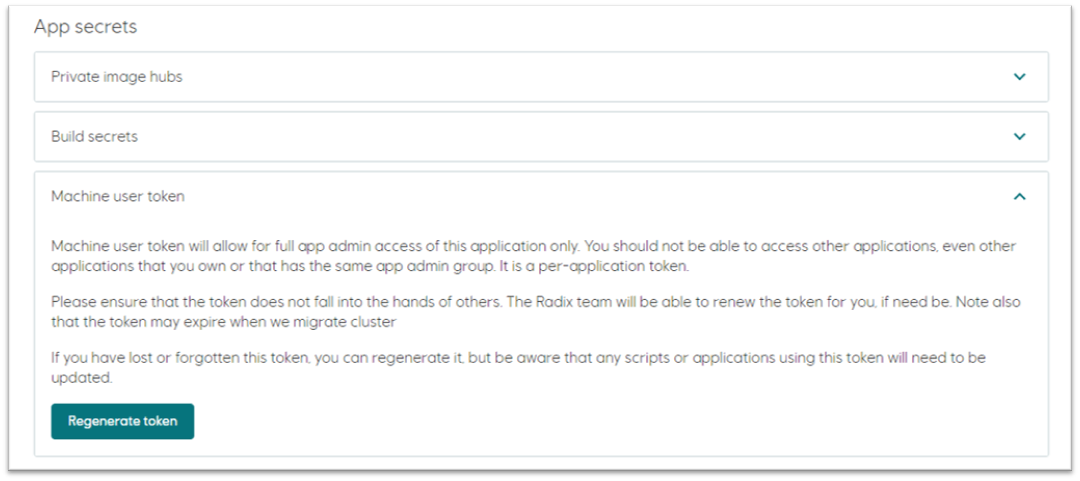 App secrets
Private image hubs
Build secrets
Machine user token
Machine user token will allow for full app admin access of this application only. You should not be able to access other applications, even other
applications that you own or that has the same app admin group. It is a per-application token.
Please ensure that the token does not fall into the hands of others. The Radix team will be able to renew the token for you, if need be. Note also
that the token may expire when we migrate cluster
If you have lost or forgotten this token, you can regenerate it, but be aware that any scripts or applications using this token will need to be
updated.
Regenerate token